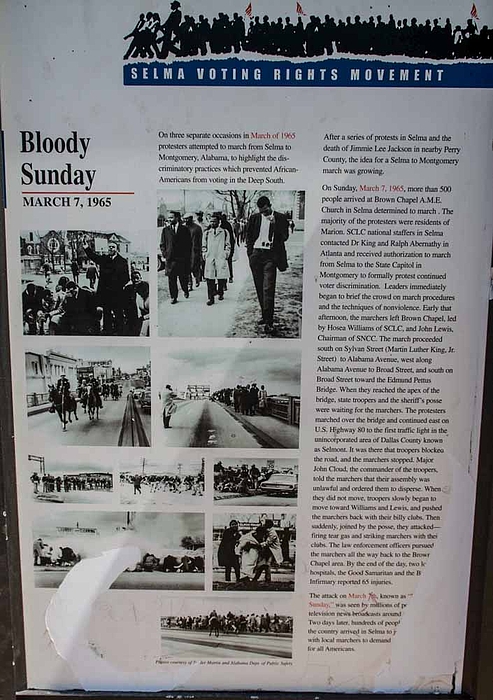 SELMA VOTING RIGHTS MOVEMENT
Bloody
Sunday
MARCH 7, 1965
On three separate occasions in March of 1965
protesters attempted to march from Selma to
Montgomery, Alabama, to highlight the dis-
criminatory practices which prevented African-
Americans from voting in the Deep South.
After a series of protests in Selma and the
death of Jimmie Lee Jackson in nearby Perry
County, the idea for a Selma to Montgomery
march was growing.
On Sunday, March 7, 1965, more than 500
people arrived at Brown Chapel A.M.E.
Church in Selma determined to march . The
majority of the protesters were residents of
Marion. SCLC national staffers in Selma
contacted Dr King and Ralph Abernathy in
Atlanta and received authorization to march
from Selma to the State Capitol in
Montgomery to formally protest continued
voter discrimination. Leaders immediately
began to brief the crowd on march procedures
and the techniques of nonviolence. Early that
afternoon, the marchers left Brown Chapel, led
by Hosea Williams of SCLC, and John Lewis,
Chairman of SNCC. The march proceeded
south on Sylvan Street (Martin Luther King, Jr.
Street) to Alabama Avenue, west along
Alabama Avenue to Broad Street, and south on
Broad Street toward the Edmund Pettus
Bridge. When they reached the apex of the
bridge, state troopers and the sheriff's posse
were waiting for the marchers. The protesters
marched over the bridge and continued east on
U.S. Highway 80 to the first traffic light in the
unincorporated area of Dallas County known
as Selmont. It was there that troopers blocked
the road, and the marchers stopped. Major
John Cloud, the commander of the troopers,
told the marchers that their assembly was
unlawful and ordered them to disperse. When
they did not move, troopers slowly began to
move toward Williams and Lewis, and pushed
the marchers back with their billy clubs. Then
suddenly, joined by the posse, they attacked—
firing tear gas and striking marchers with their
clubs. The law enforcement officers pursued
the marchers all the way back to the Brown
Chapel area. By the end of the day, two
hospitals, the Good Samaritan and the
Infirmary reported 65 injuries.
The attack on March 7th, known as
Sunday," was seen by millions of
television news broadcasts around
Two days later, hundreds of people
the country arrived in Selma to
with local marchers to demand
for all Americans.
Photos courtesy of Martin and Alabama Dept. of Public Safety